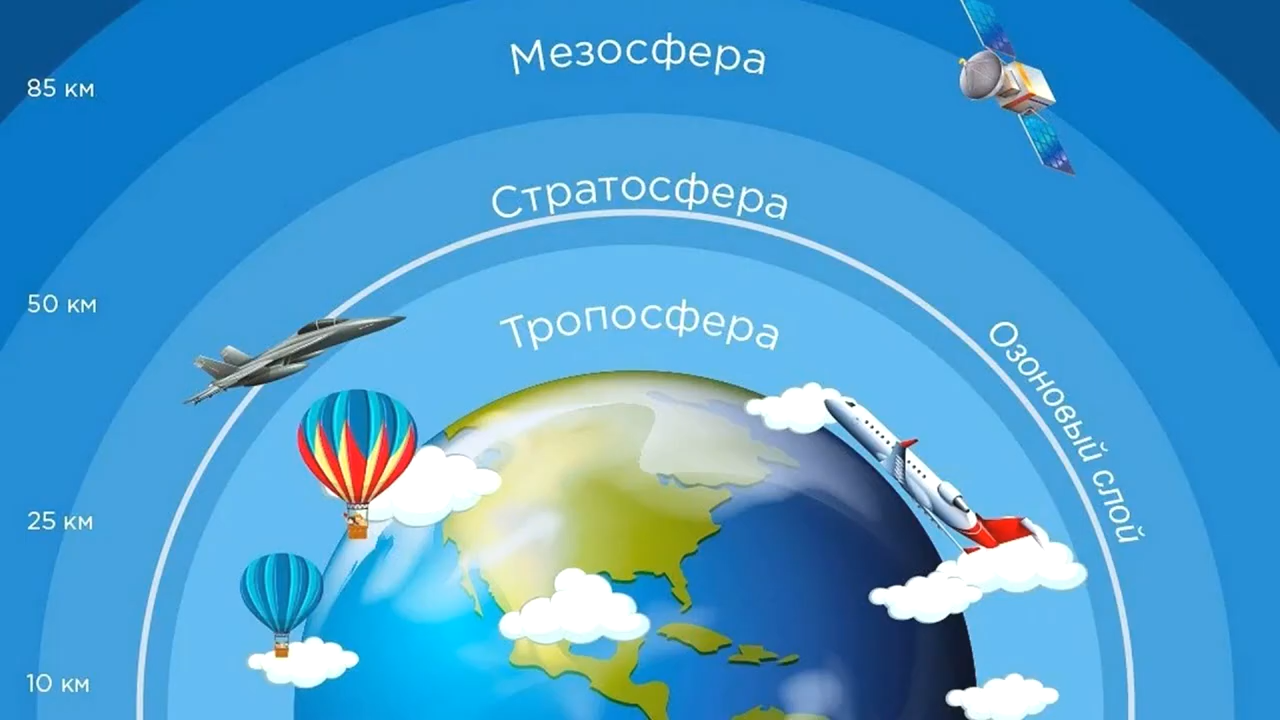 Мезосфера
85 км
Стратосфера
50 км
Тропосфера
Озоновый слой
25 км
10 км